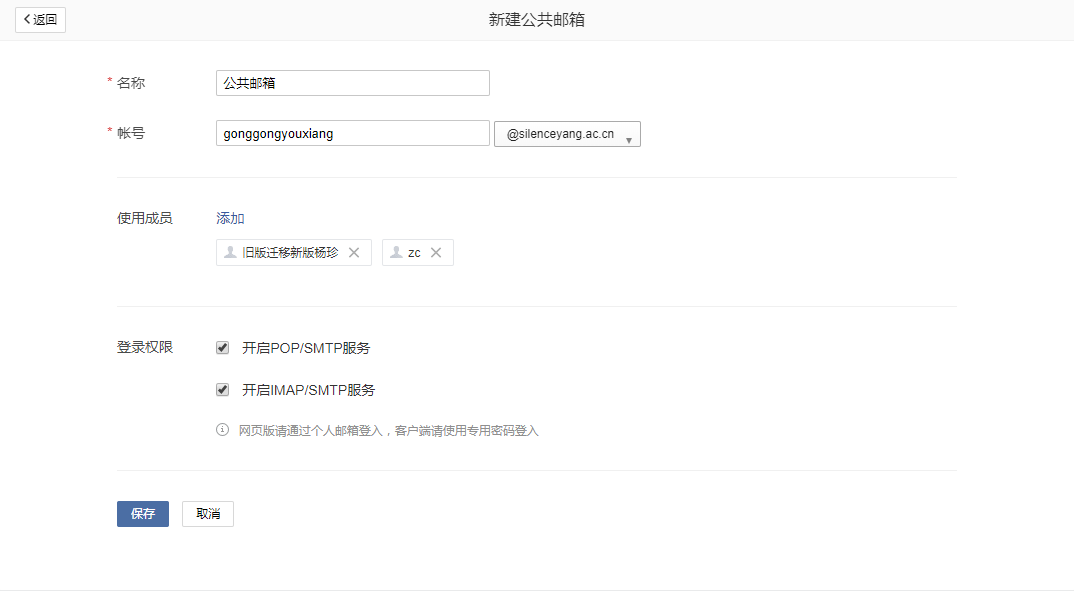 返回
新建公共邮箱
* 名称 公共邮箱
* 帐号 gonggongyouxiang @silenceyang.ac.cn
使用成员 添加
旧版迁移新版杨珍 zc
登录权限 开启POP/SMTP服务
开启IMAP/SMTP服务
网页版请通过个人邮箱登入，客户端请使用专用密码登入
保存 取消